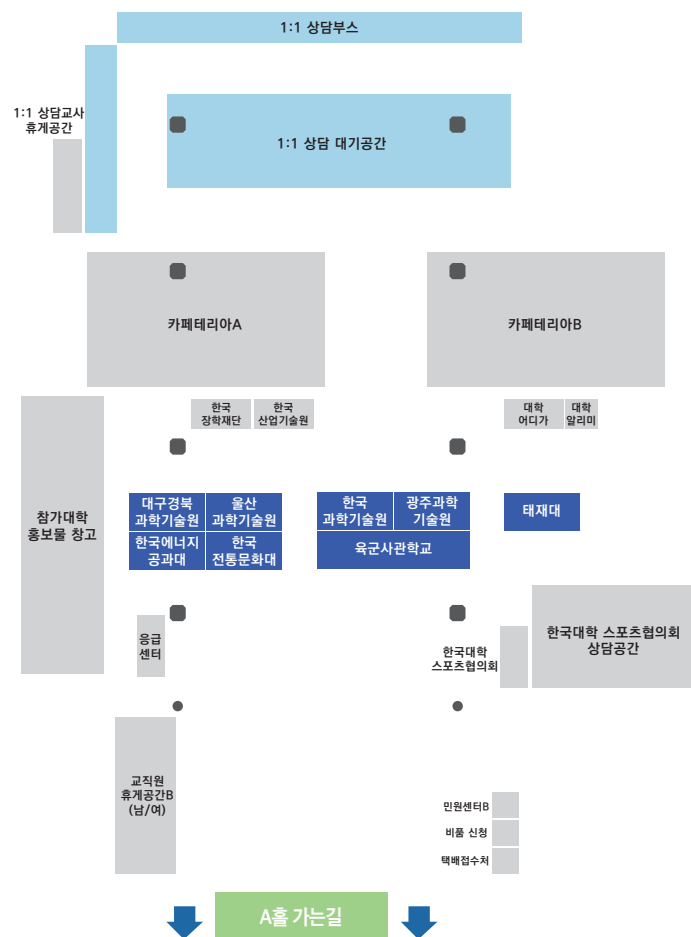 1:1 상담부스
1:1 상담교사
휴게공간
1:1 상담 대기공간
카페테리아A
카페테리아B
한국
장학재단
한국
산업기술원
대학
어디가
대학
알리미
참가대학
홍보물 창고
대구경북
과학기술원
울산
과학기술원
한국에너지
공과대
한국
전통문화대
한국
과학기술원
광주과학
기술원
육군사관학교
태재대
응급
센터
한국대학
스포츠협의회
한국대학 스포츠협의회
상담공간
교직원
휴게공간B
(남/여)
민원센터B
비품 신청
택배접수처
A홀 가는길